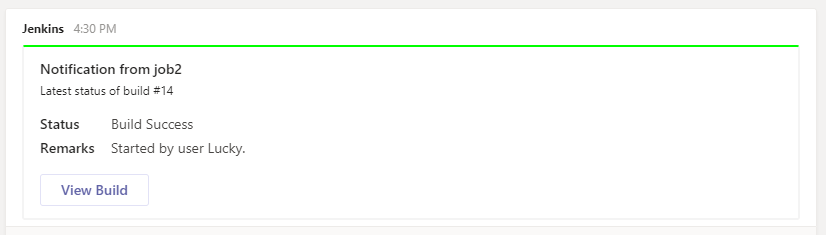 Jenkins 4:30 PM
Notification from job2
Latest status of build #14
Status Build Success
Remarks Started by user Lucky.
View Build